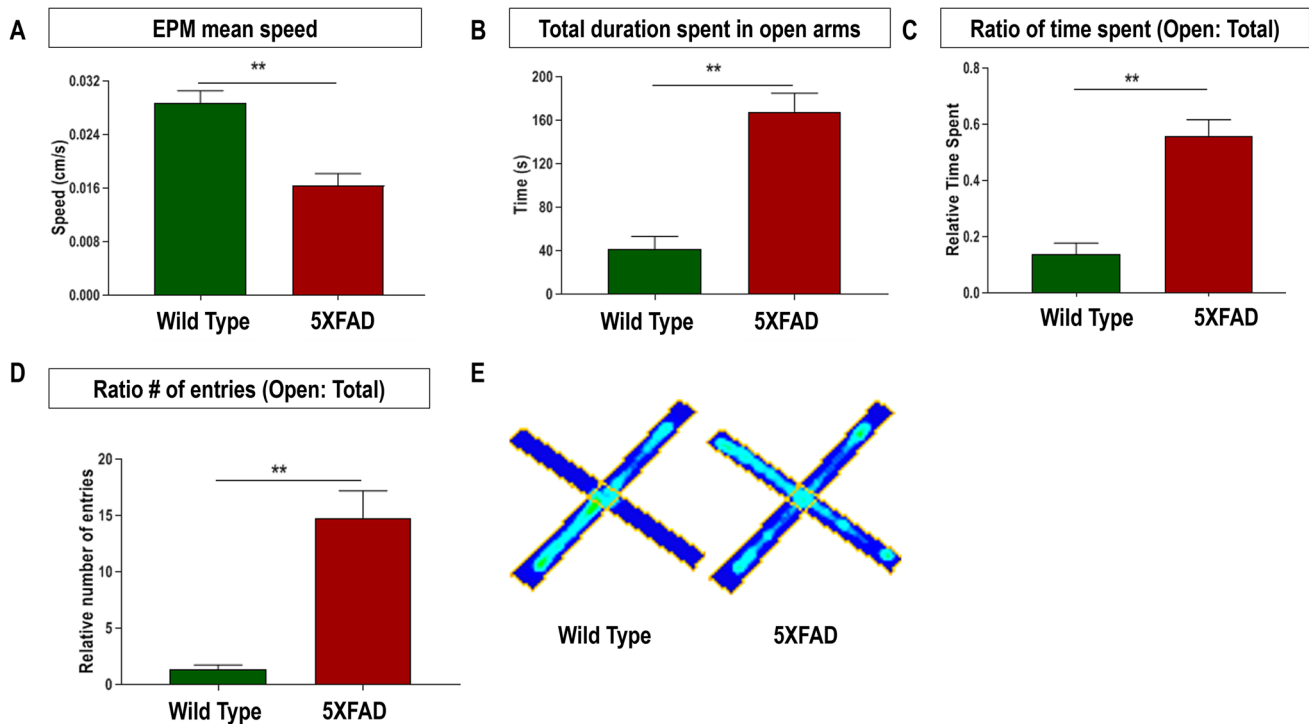 A
EPM mean speed
**
0.032
0.024
0.016
0.008
0.000
Speed (cm/s)
Wild Type
5XFAD
B
Total duration spent in open arms
**
200
160
120
80
40
0
Time (s)
Wild Type
5XFAD
C
Ratio of time spent (Open: Total)
**
0.8
0.6
0.4
0.2
0.0
Relative Time Spent
Wild Type
5XFAD
D
Ratio # of entries (Open: Total)
**
20
15
10
5
0
Relative number of entries
Wild Type
5XFAD
E
Wild Type
5XFAD